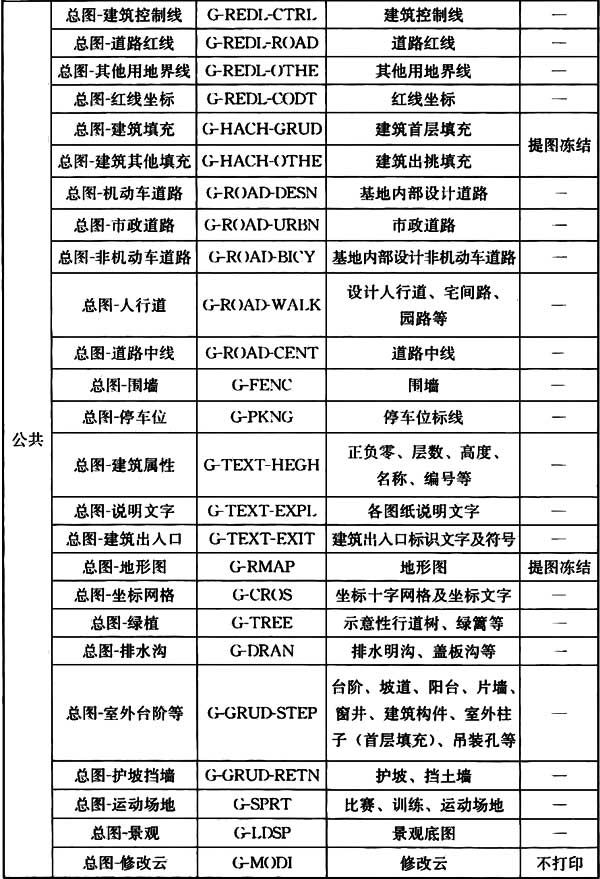 总图-建筑控制线 G-REDL-CTRL 建筑控制线 —
总图-道路红线 G-REDL-ROAD 道路红线 —
总图-其他用地界线 G-REDL-OTHE 其他用地界线 —
总图-红线坐标 G-REDL-CODT 红线坐标 —
总图-建筑填充 G-HACH-GRUD 建筑首层填充 提图冻结
总图-建筑其他填充 G-HACH-OTHE 建筑出挑填充
总图-机动车道路 G-ROAD-DESN 基地内部设计道路 —
总图-市政道路 G-ROAD-URBN 市政道路 —
总图-非机动车道路 G-ROAD-BICY 基地内部设计非机动车道路 —
总图-人行道 G-ROAD-WALK 设计人行道、宅间路、
园路等 —
总图-道路中线 G-ROAD-CENT 道路中线 —
总图-围墙 G-FENC 围墙 —
总图-停车位 G-PKNG 停车位标线 —
公共
总图-建筑属性 G-TEXT-HEGH 正负零、层数、高度、
名称、编号等 —
总图-说明文字 G-TEXT-EXPL 各图纸说明文字 —
总图-建筑出入口 G-TEXT-EXIT 建筑出入口标识文字及符号 —
总图-地形图 G-RMAP 地形图 提图冻结
总图-坐标网格 G-CROS 坐标十字网格及坐标文字 —
总图-绿植 G-TREE 示意性行道树、绿篱等 —
总图-排水沟 G-DRAN 排水明沟、盖板沟等 —
总图-室外台阶等 G-GRUD-STEP 台阶、坡道、阳台、片墙、
窗井、建筑构件、室外柱
子（首层填充）、吊装孔等 —
总图-护坡挡墙 G-GRUD-RETN 护坡、挡土墙 —
总图-运动场地 G-SPRT 比赛、训练、运动场地 —
总图-景观 G-LDSP 景观底图 —
总图-修改云 G-MODI 修改云 不打印